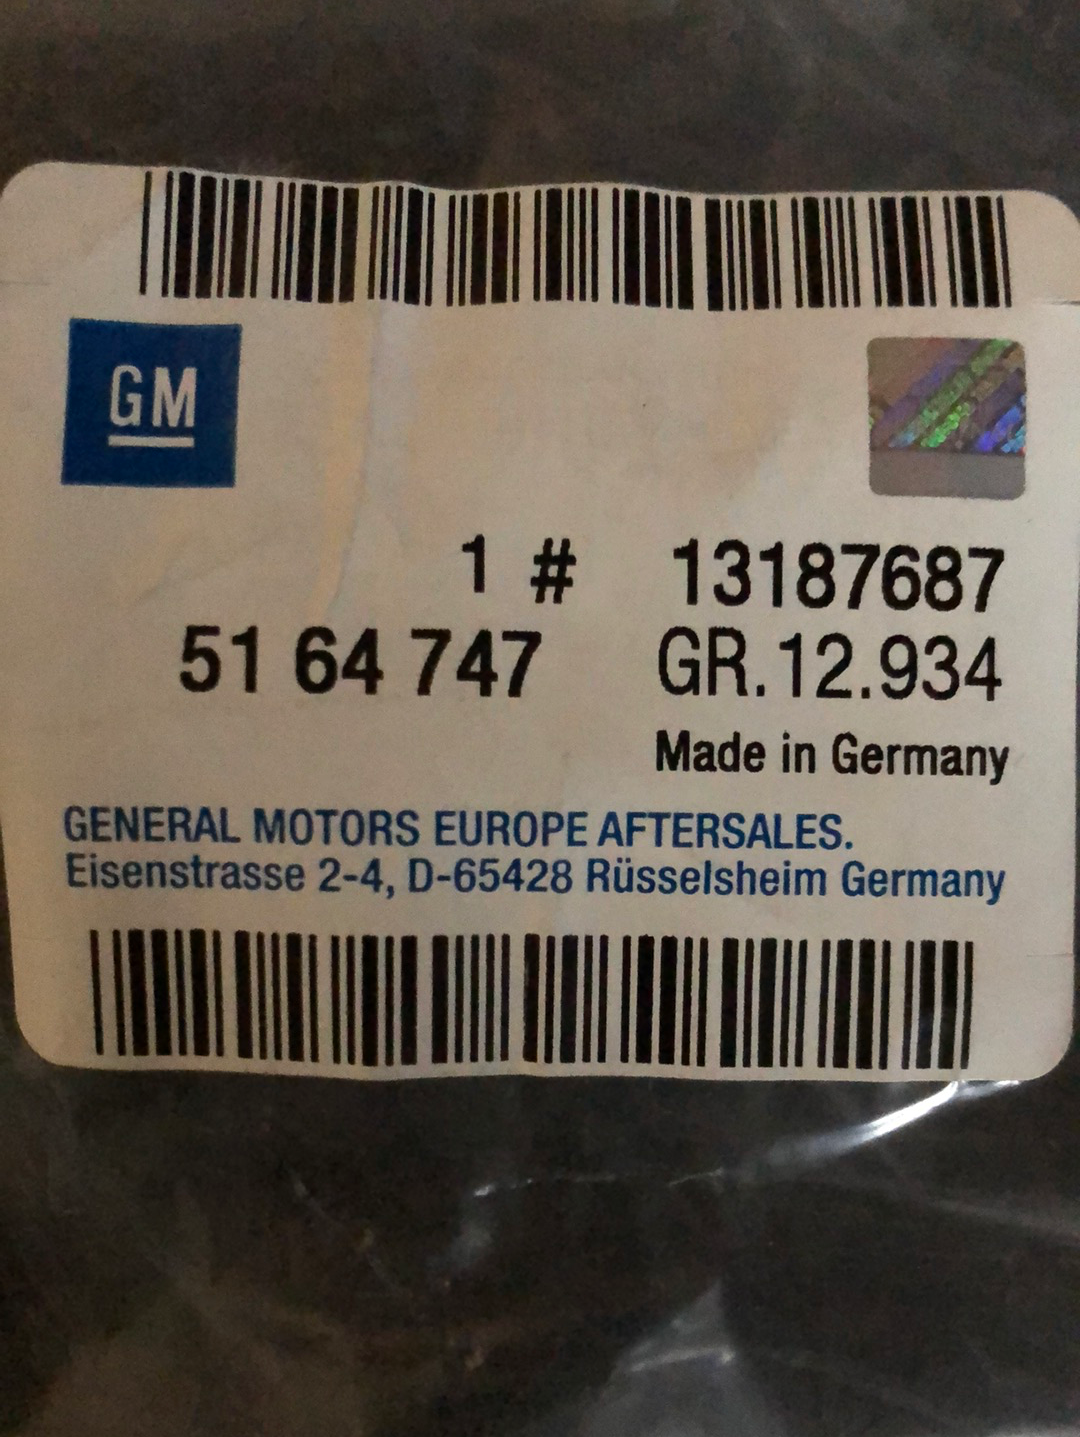 GM
1 # 13187687
51 64 747 GR.12.934
Made in Germany
GENERAL MOTORS EUROPE AFTERSALES.
Eisenstrasse 2-4, D-65428 Rüsselsheim Germany